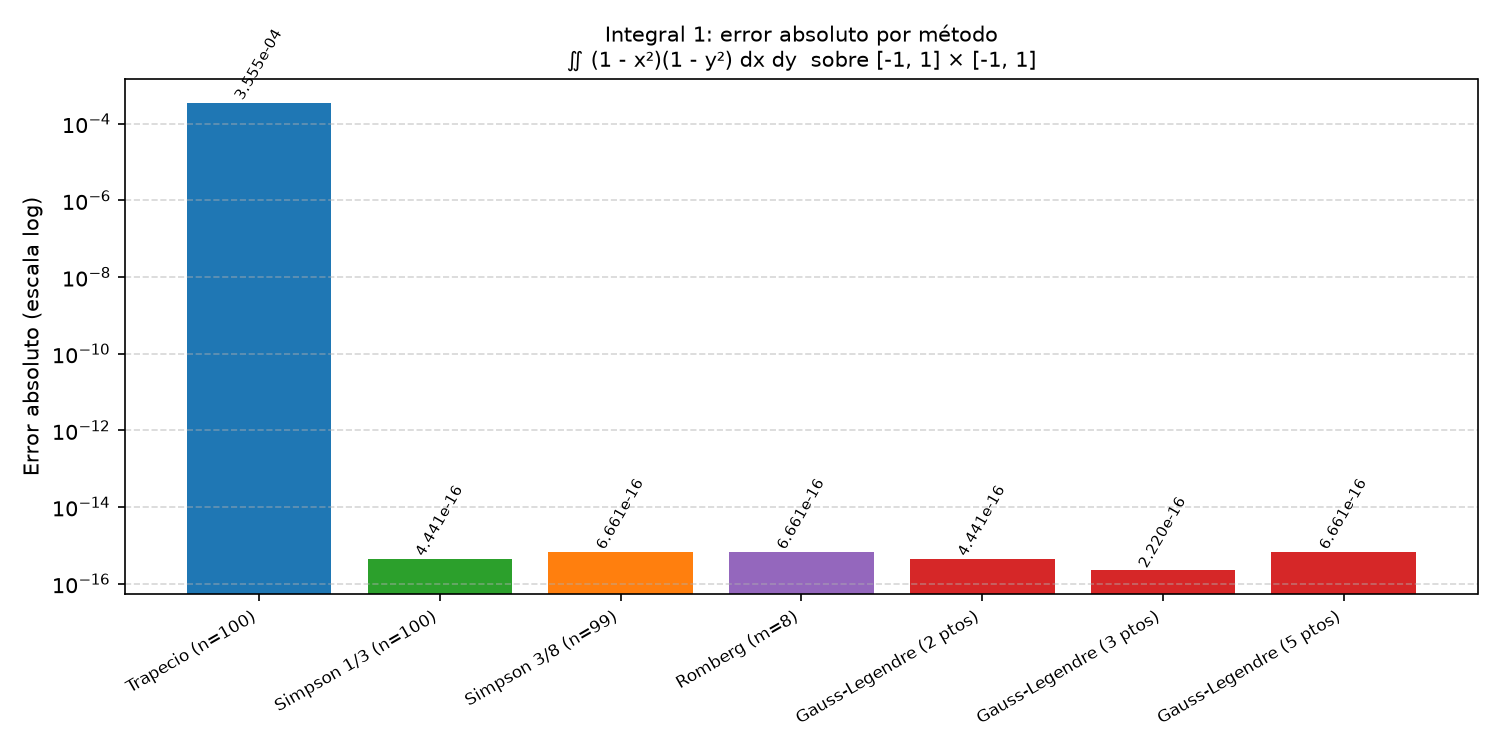 Integral 1: error absoluto por método
∬ (1 - x²)(1 - y²) dx dy  sobre [-1, 1] × [-1, 1]
Error absoluto (escala log)
10⁻⁴
10⁻⁶
10⁻⁸
10⁻¹⁰
10⁻¹²
10⁻¹⁴
10⁻¹⁶
3.555e-04
4.441e-16
6.661e-16
6.661e-16
4.441e-16
2.220e-16
6.661e-16
Trapecio (n=100)
Simpson 1/3 (n=100)
Simpson 3/8 (n=99)
Romberg (m=8)
Gauss-Legendre (2 ptos)
Gauss-Legendre (3 ptos)
Gauss-Legendre (5 ptos)